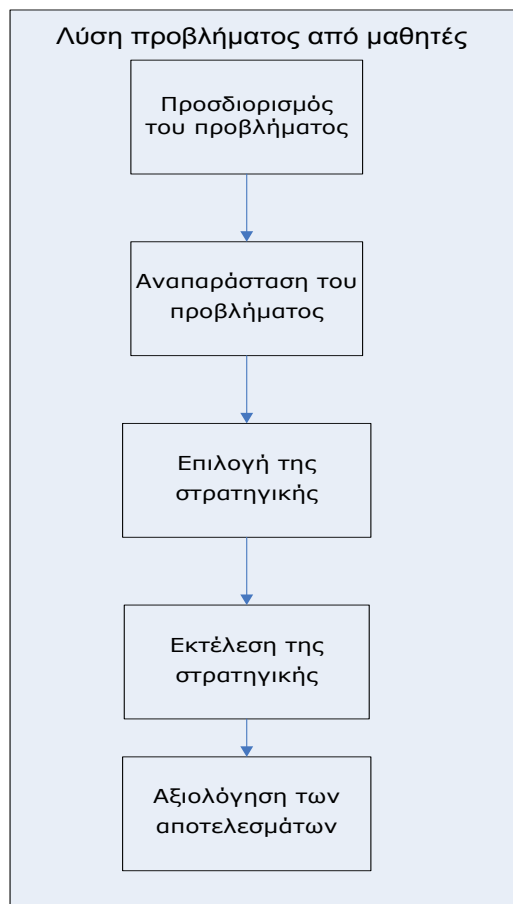 Λύση προβλήματος από μαθητές
Προσδιορισμός
του προβλήματος
Αναπαράσταση του
προβλήματος
Επιλογή της
στρατηγικής
Εκτέλεση της
στρατηγικής
Αξιολόγηση των
αποτελεσμάτων